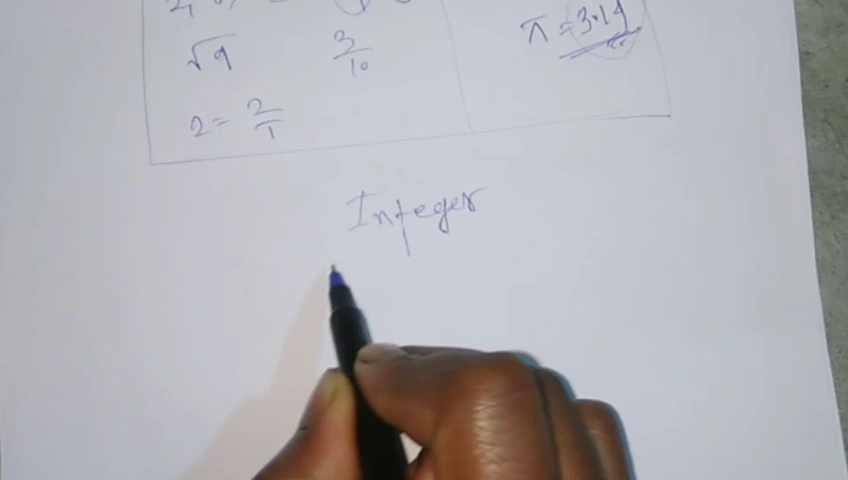 π = 3.14
√9 3/10
2 = 2/1
Integer